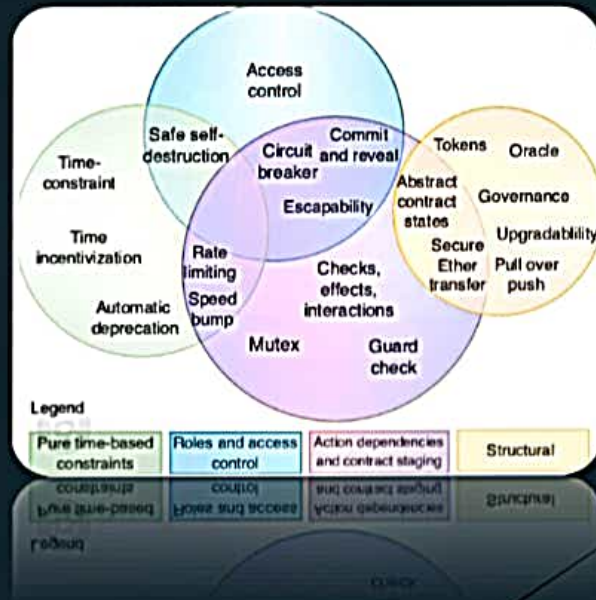 Access
control
Safe self-
destruction
Circuit
breaker
Commit
and reveal
Escapability
Time-
constraint
Time
incentivization
Automatic
deprecation
Rate
limiting
Speed
bump
Checks,
effects,
interactions
Mutex
Guard
check
Tokens
Oracle
Abstract
contract
states
Governance
Upgradablility
Secure
Ether
transfer
Pull over
push
Legend
Pure time-based
constraints
Roles and access
control
Action dependencies
and contract staging
Structural